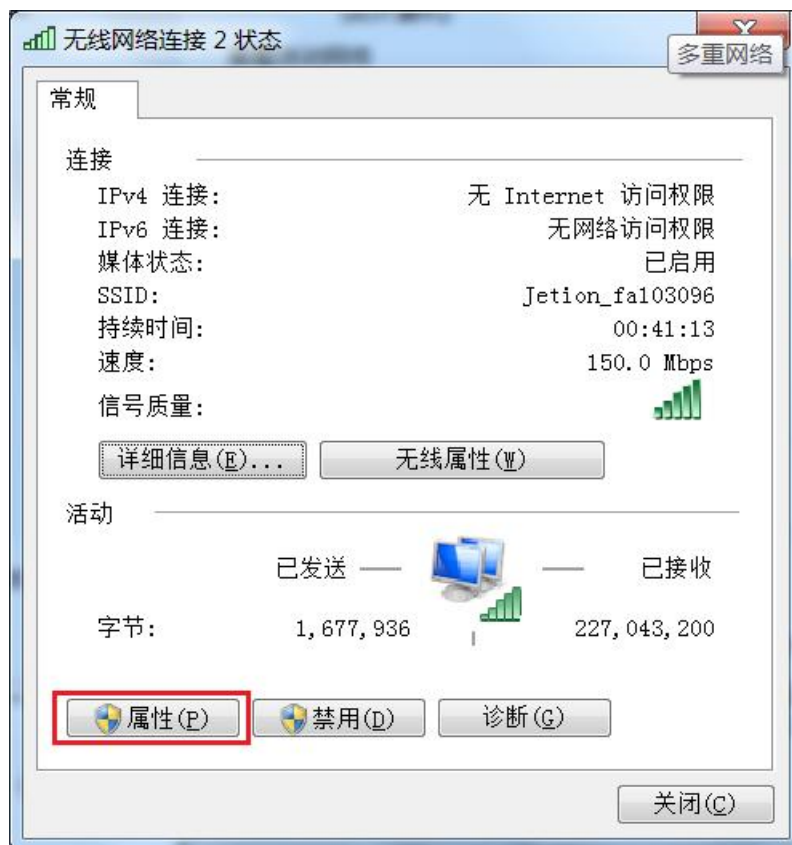 无线网络连接 2 状态
多重网络
常规
连接
IPv4 连接: 无 Internet 访问权限
IPv6 连接: 无网络访问权限
媒体状态: 已启用
SSID: Jetion_fa103096
持续时间: 00:41:13
速度: 150.0 Mbps
信号质量:
详细信息(E)... 无线属性(W)
活动
已发送 —— —— 已接收
字节: 1,677,936 227,043,200
属性(P) 禁用(D) 诊断(G)
关闭(C)